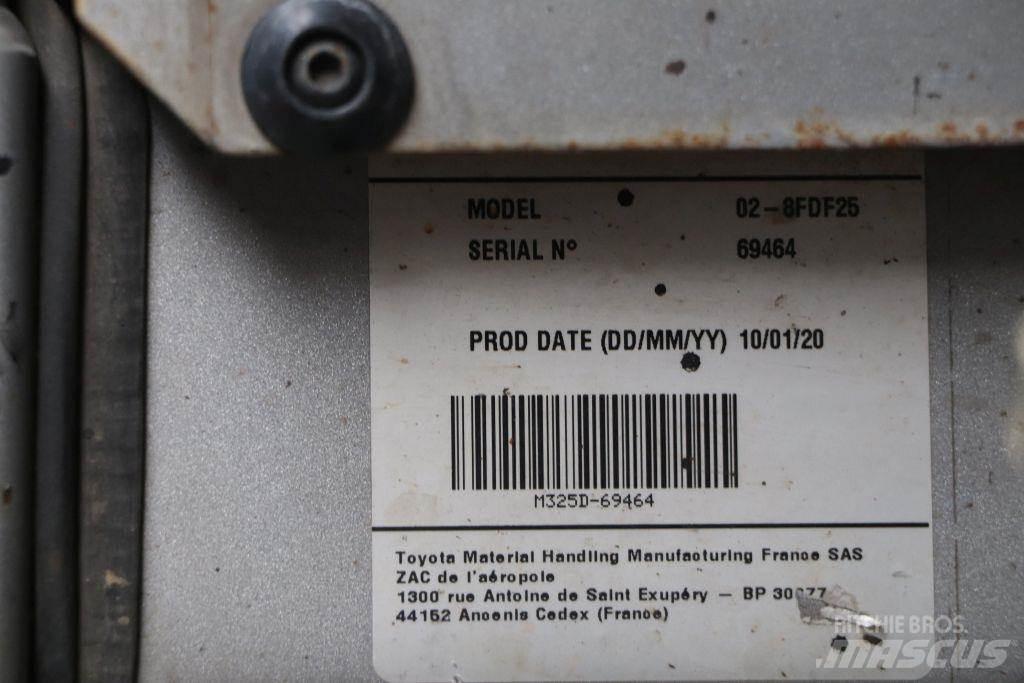 MODEL 02-8FDF25
SERIAL N° 69464
PROD DATE (DD/MM/YY) 10/01/20
M325D-69464
Toyota Material Handling Manufacturing France SAS
ZAC de l'aéropole
1300 rue Antoine de Saint Exupéry — BP
44152 Ancenis Cedex (France)
RITCHIE BROS.
MASCUS